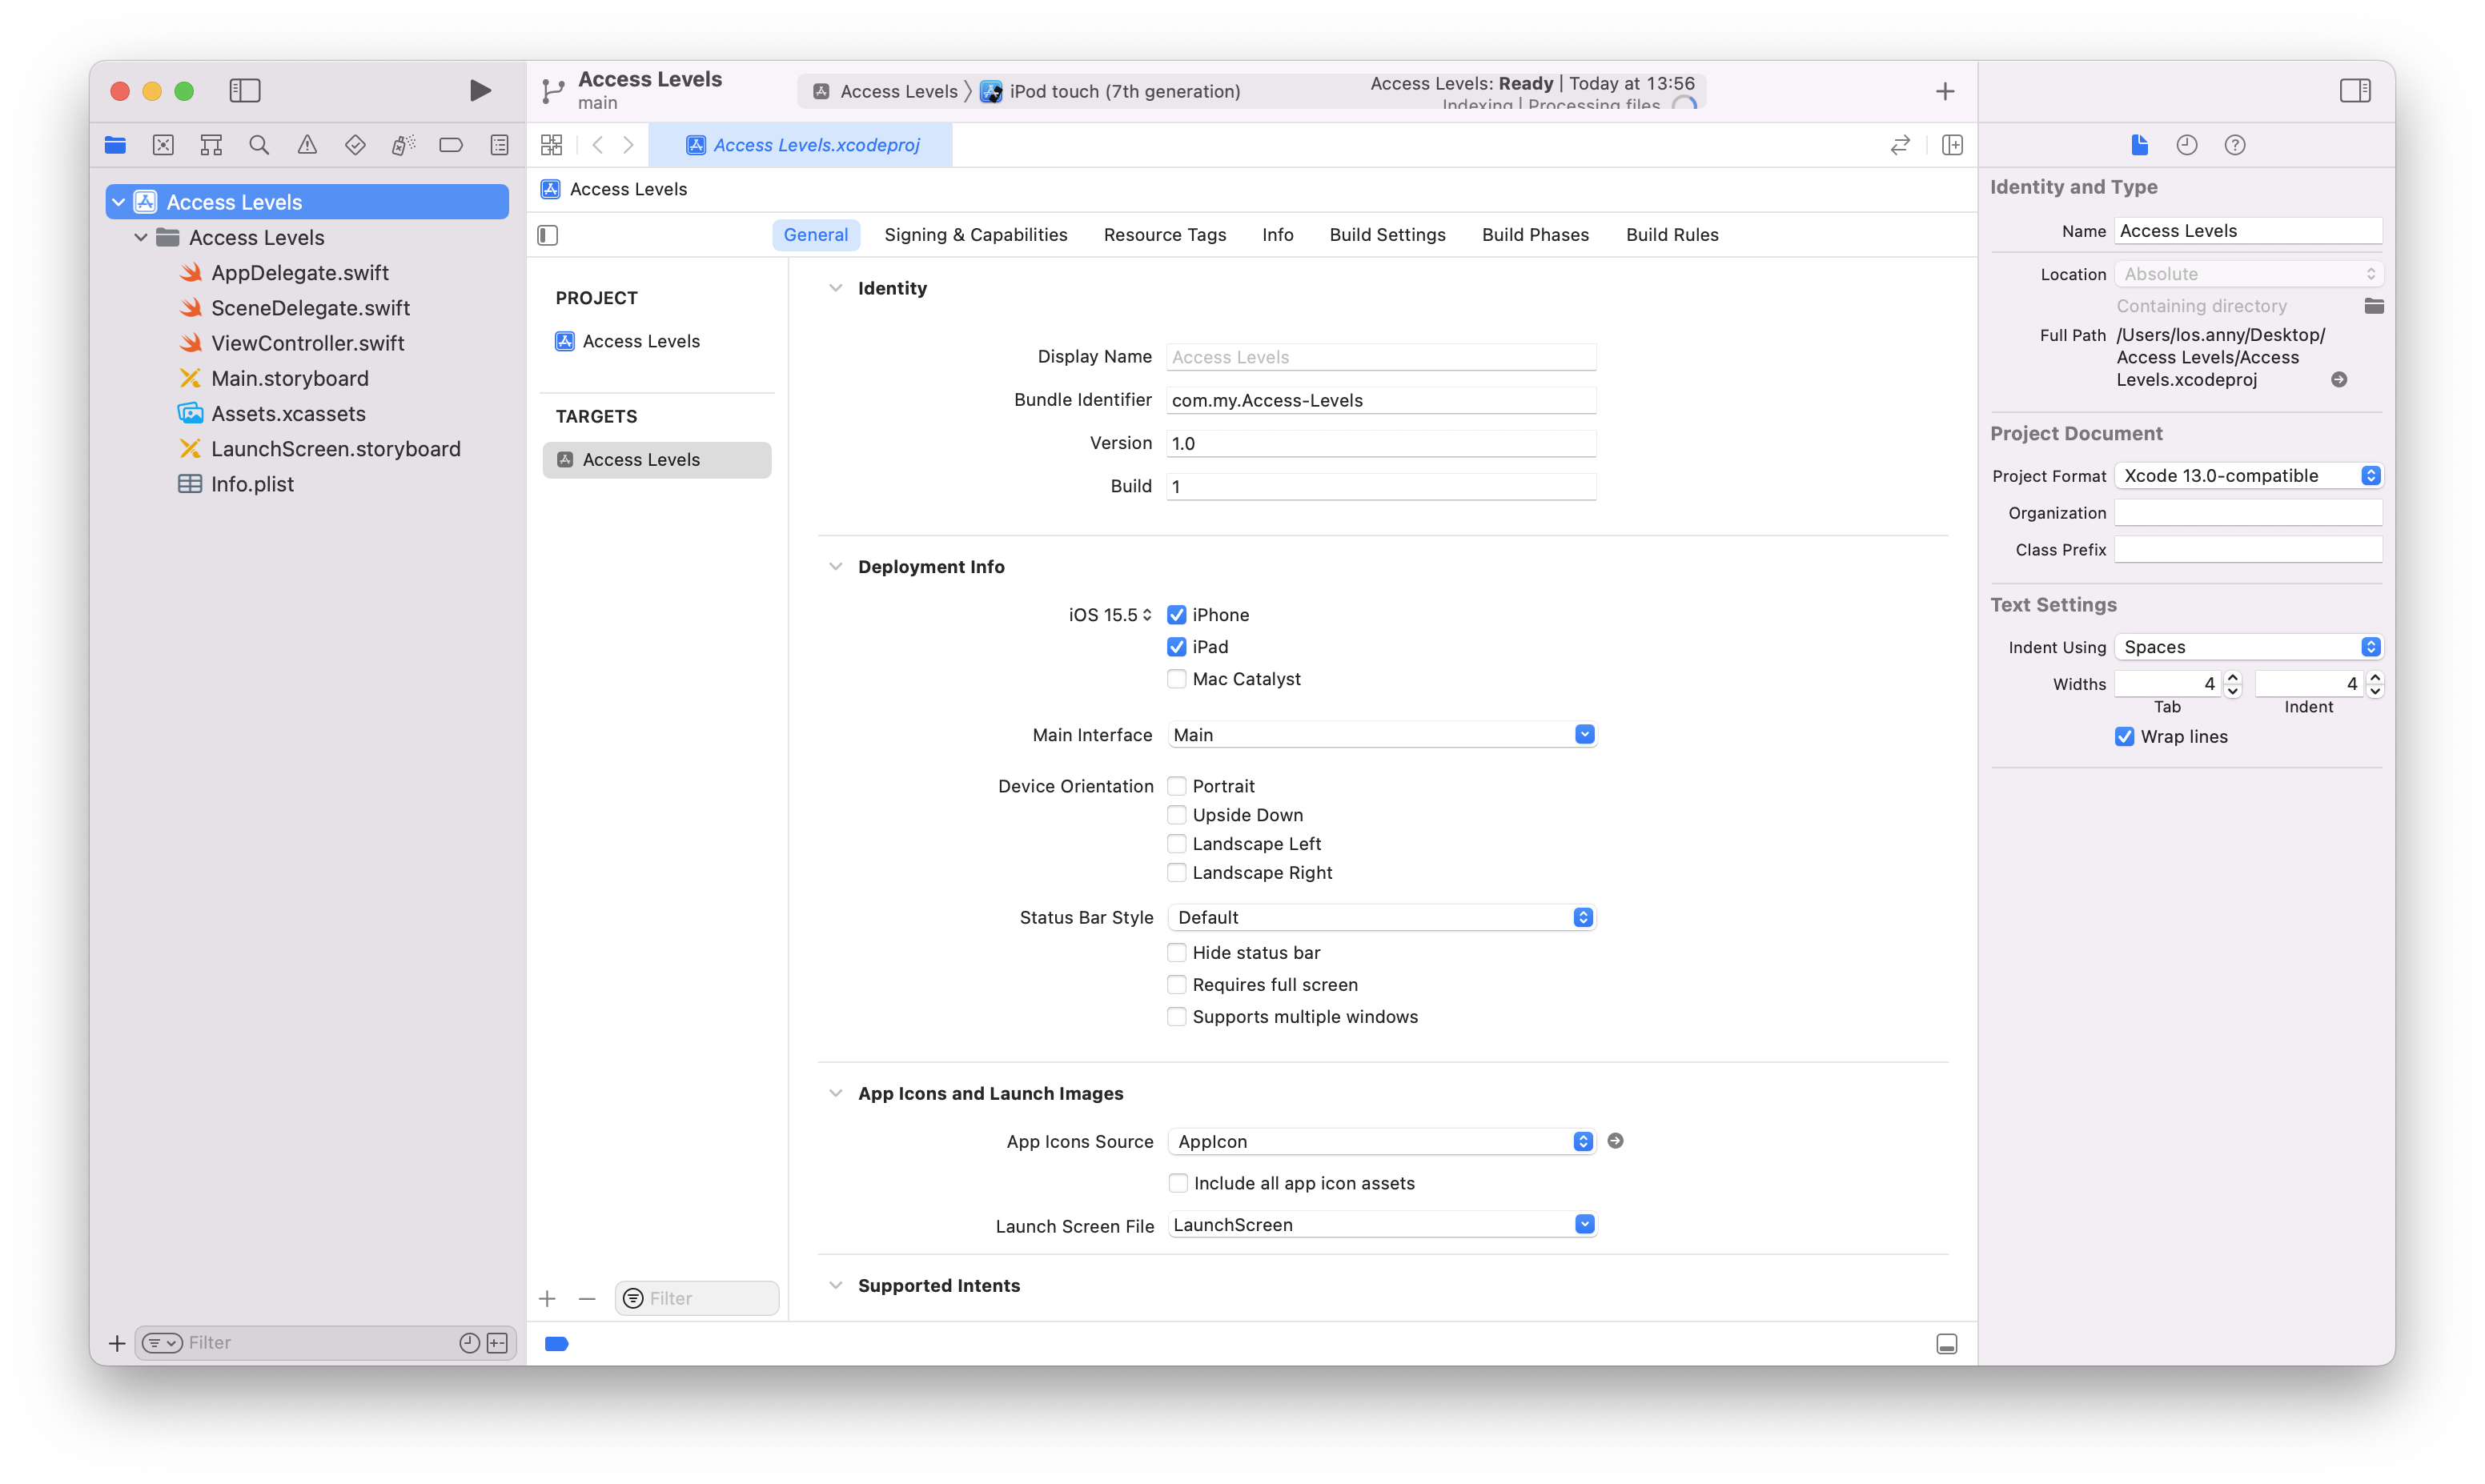 Access Levels
main
Access Levels
iPod touch (7th generation)
Access Levels: Ready | Today at 13:56
Indexing | Processing files
Access Levels.xcodeproj
Access Levels
Access Levels
AppDelegate.swift
SceneDelegate.swift
ViewController.swift
Main.storyboard
Assets.xcassets
LaunchScreen.storyboard
Info.plist
Filter
Access Levels
General
Signing & Capabilities
Resource Tags
Info
Build Settings
Build Phases
Build Rules
PROJECT
Access Levels
TARGETS
Access Levels
Filter
Identity
Display Name Access Levels
Bundle Identifier com.my.Access-Levels
Version 1.0
Build 1
Deployment Info
iOS 15.5 iPhone
iPad
Mac Catalyst
Main Interface Main
Device Orientation Portrait
Upside Down
Landscape Left
Landscape Right
Status Bar Style Default
Hide status bar
Requires full screen
Supports multiple windows
App Icons and Launch Images
App Icons Source AppIcon
Include all app icon assets
Launch Screen File LaunchScreen
Supported Intents
Identity and Type
Name Access Levels
Location Absolute
Containing directory
Full Path /Users/los.anny/Desktop/
Access Levels/Access
Levels.xcodeproj
Project Document
Project Format Xcode 13.0-compatible
Organization
Class Prefix
Text Settings
Indent Using Spaces
Widths 4 4
Tab Indent
Wrap lines